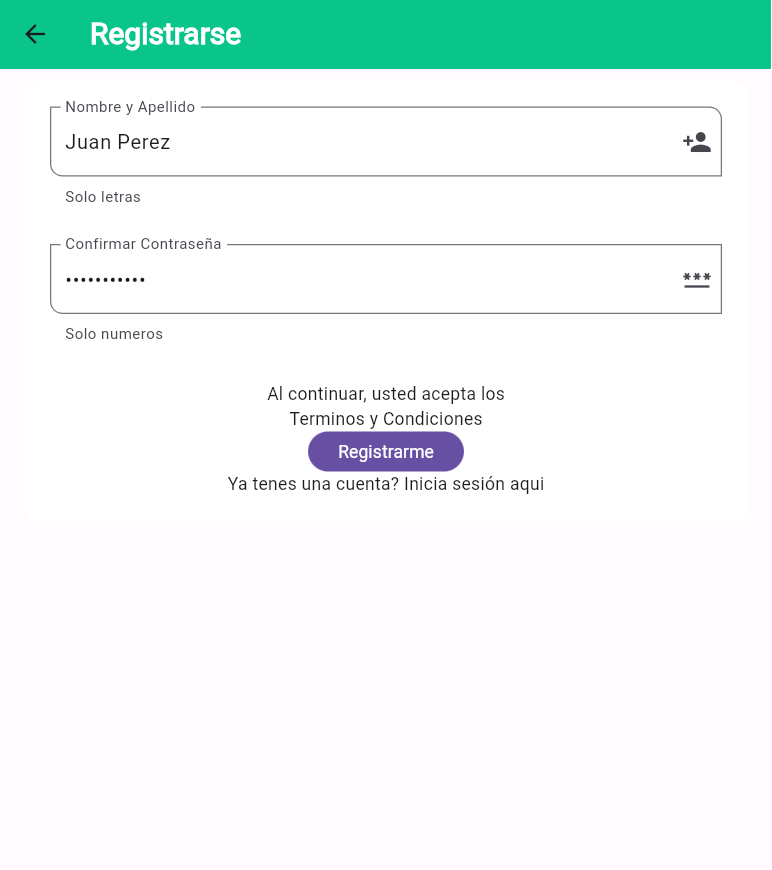 Registrarse
Nombre y Apellido
Juan Perez
Solo letras
Confirmar Contraseña
•••••••••••
Solo numeros
Al continuar, usted acepta los
Terminos y Condiciones
Registrarme
Ya tenes una cuenta? Inicia sesión aqui